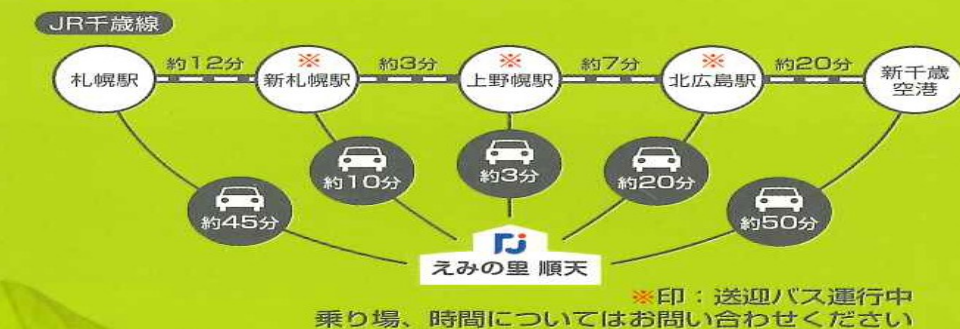 JR千歳線
札幌駅
約12分
※
新札幌駅
約3分
※
上野幌駅
約7分
※
北広島駅
約20分
新千歳
空港
約45分
約10分
約3分
約20分
約50分
えみの里 順天
※印：送迎バス運行中
乗り場、時間についてはお問い合わせください